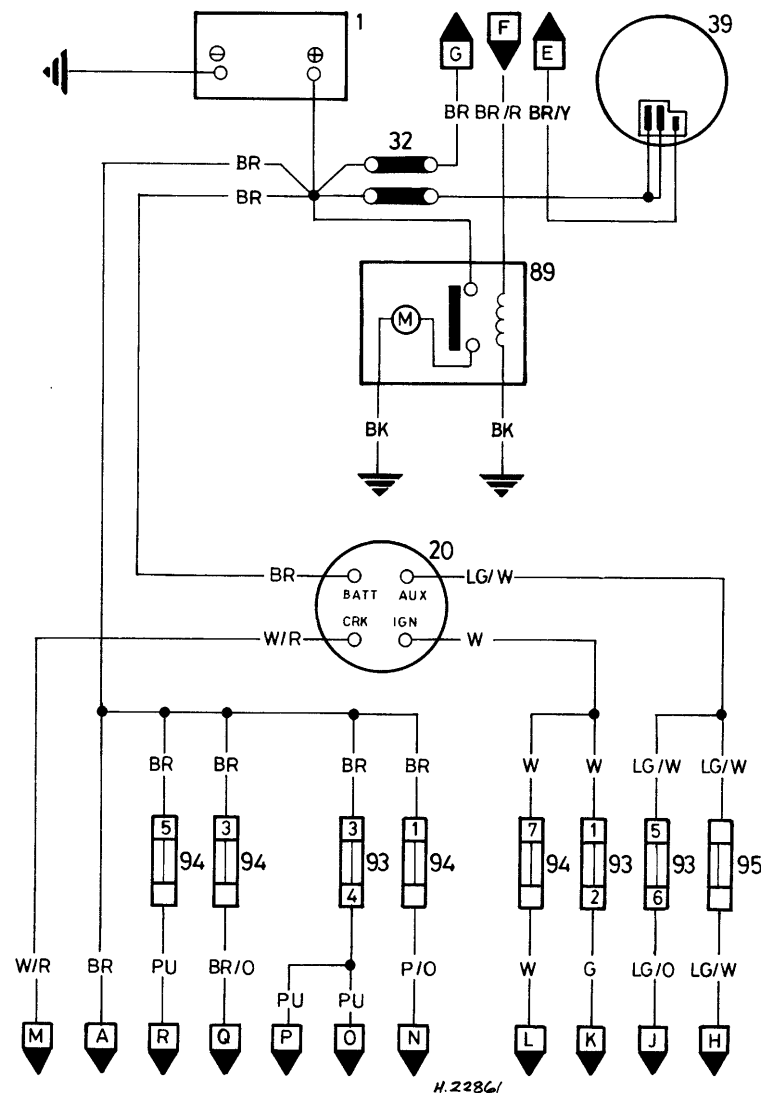 1
39
⊖ ⊕
G F E
BR BR/R BR/Y
32
BR
BR
89
M
BK BK
20
BR LG/W
BATT AUX
CRK IGN
W/R W
BR BR BR BR W W LG/W LG/W
5 3 3 1 7 1 5
94 94 93 94 94 93 93 95
4 2 6
W/R BR PU BR/O P/O W G LG/O LG/W
PU PU
M A R Q P O N L K J H
H.22861